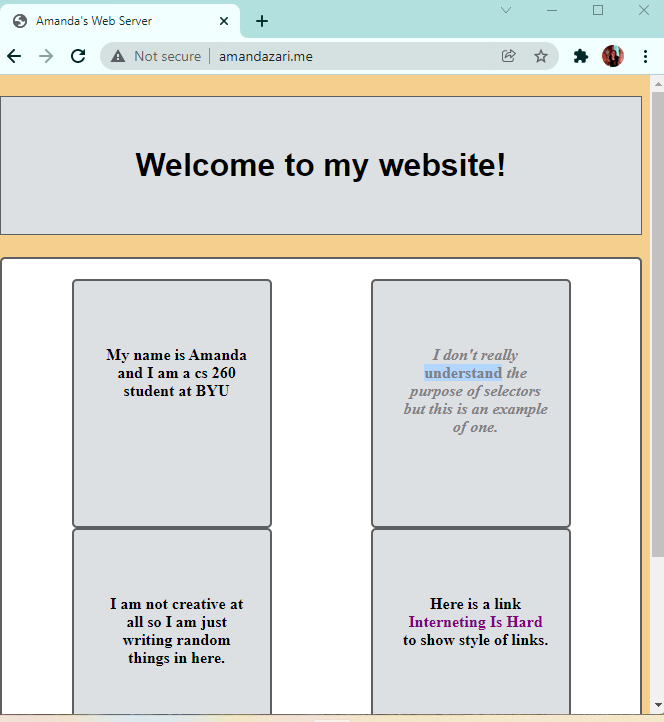 Amanda's Web Server
Not secure amandazari.me
Welcome to my website!
My name is Amanda
and I am a cs 260
student at BYU
I don't really
understand the
purpose of selectors
but this is an example
of one.
I am not creative at
all so I am just
writing random
things in here.
Here is a link
Interneting Is Hard
to show style of links.